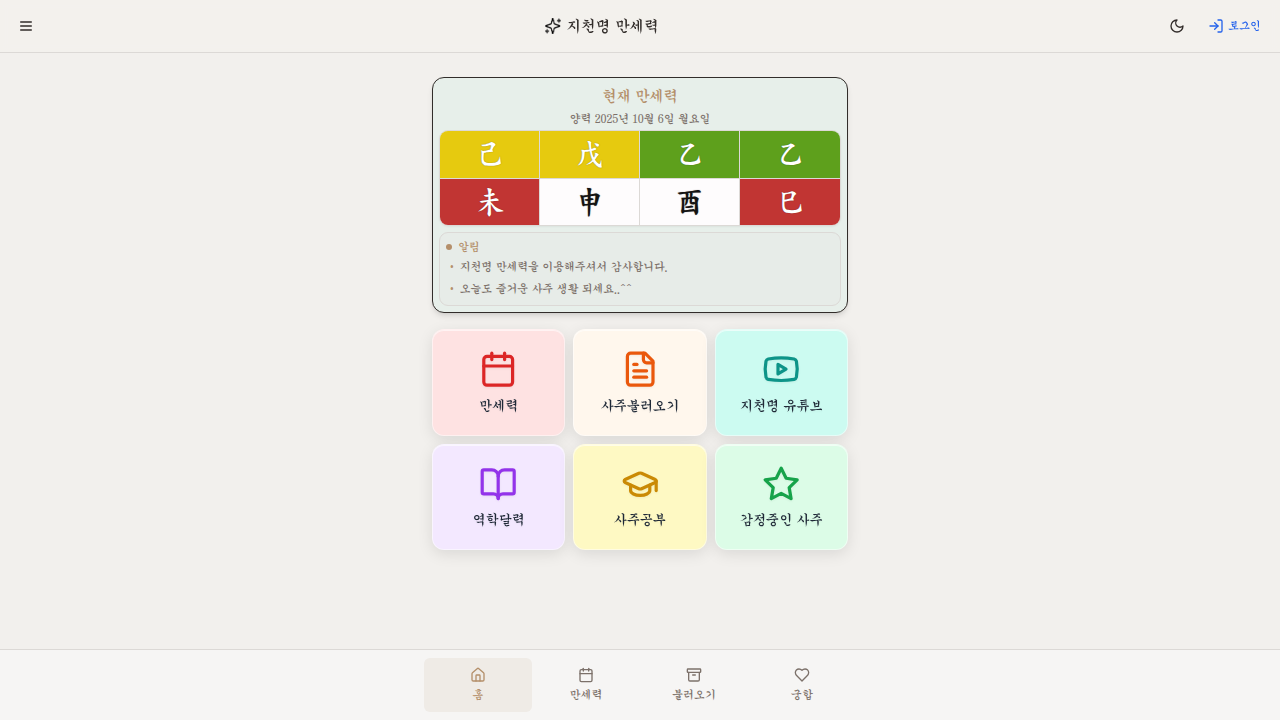 지천명 만세력
로그인
현재 만세력
양력 2025년 10월 6일 월요일
己 戊 乙 乙
未 申 酉 巳
알림
• 지천명 만세력을 이용해주셔서 감사합니다.
• 오늘도 즐거운 사주 생활 되세요..^^
만세력
사주불러오기
지천명 유튜브
역학달력
사주공부
감정중인 사주
홈
만세력
불러오기
궁합